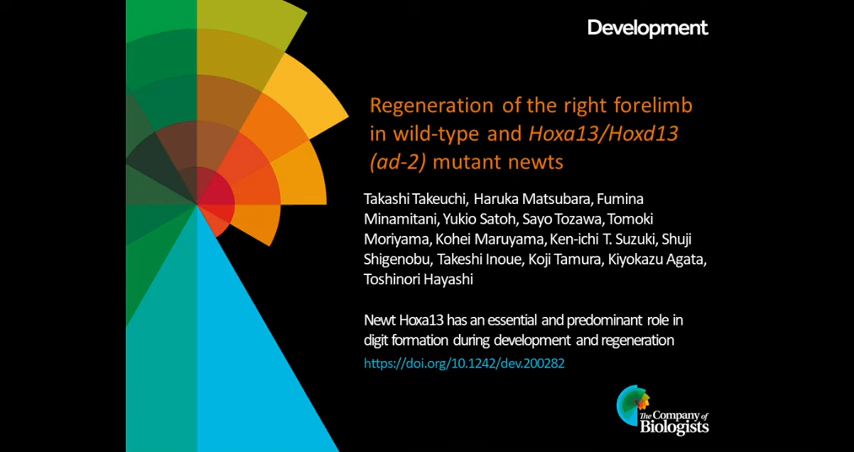 Development
Regeneration of the right forelimb
in wild-type and Hoxa13/Hoxd13
(ad-2) mutant newts
Takashi Takeuchi, Haruka Matsubara, Fumina
Minamitani, Yukio Satoh, Sayo Tozawa, Tomoki
Moriyama, Kohei Maruyama, Ken-ichi T. Suzuki, Shuji
Shigenobu, Takeshi Inoue, Koji Tamura, Kiyokazu Agata,
Toshinori Hayashi
Newt Hoxa13 has an essential and predominant role in
digit formation during development and regeneration
https://doi.org/10.1242/dev.200282
The Company of
Biologists